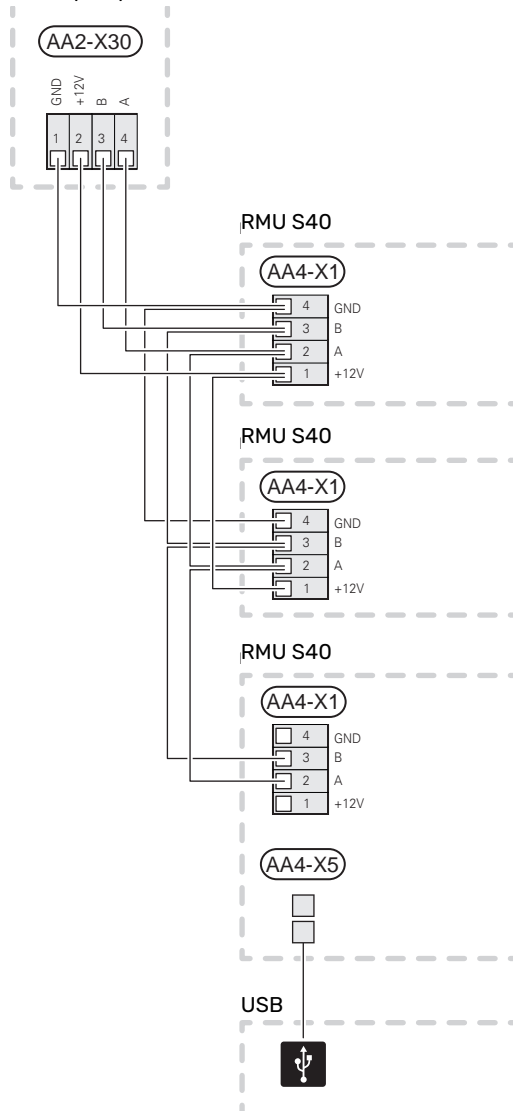 AA2-X30
GND
+12V
B
A
1 2 3 4
RMU S40
AA4-X1
4 GND
3 B
2 A
1 +12V
RMU S40
AA4-X1
4 GND
3 B
2 A
1 +12V
RMU S40
AA4-X1
4 GND
3 B
2 A
1 +12V
AA4-X5
USB